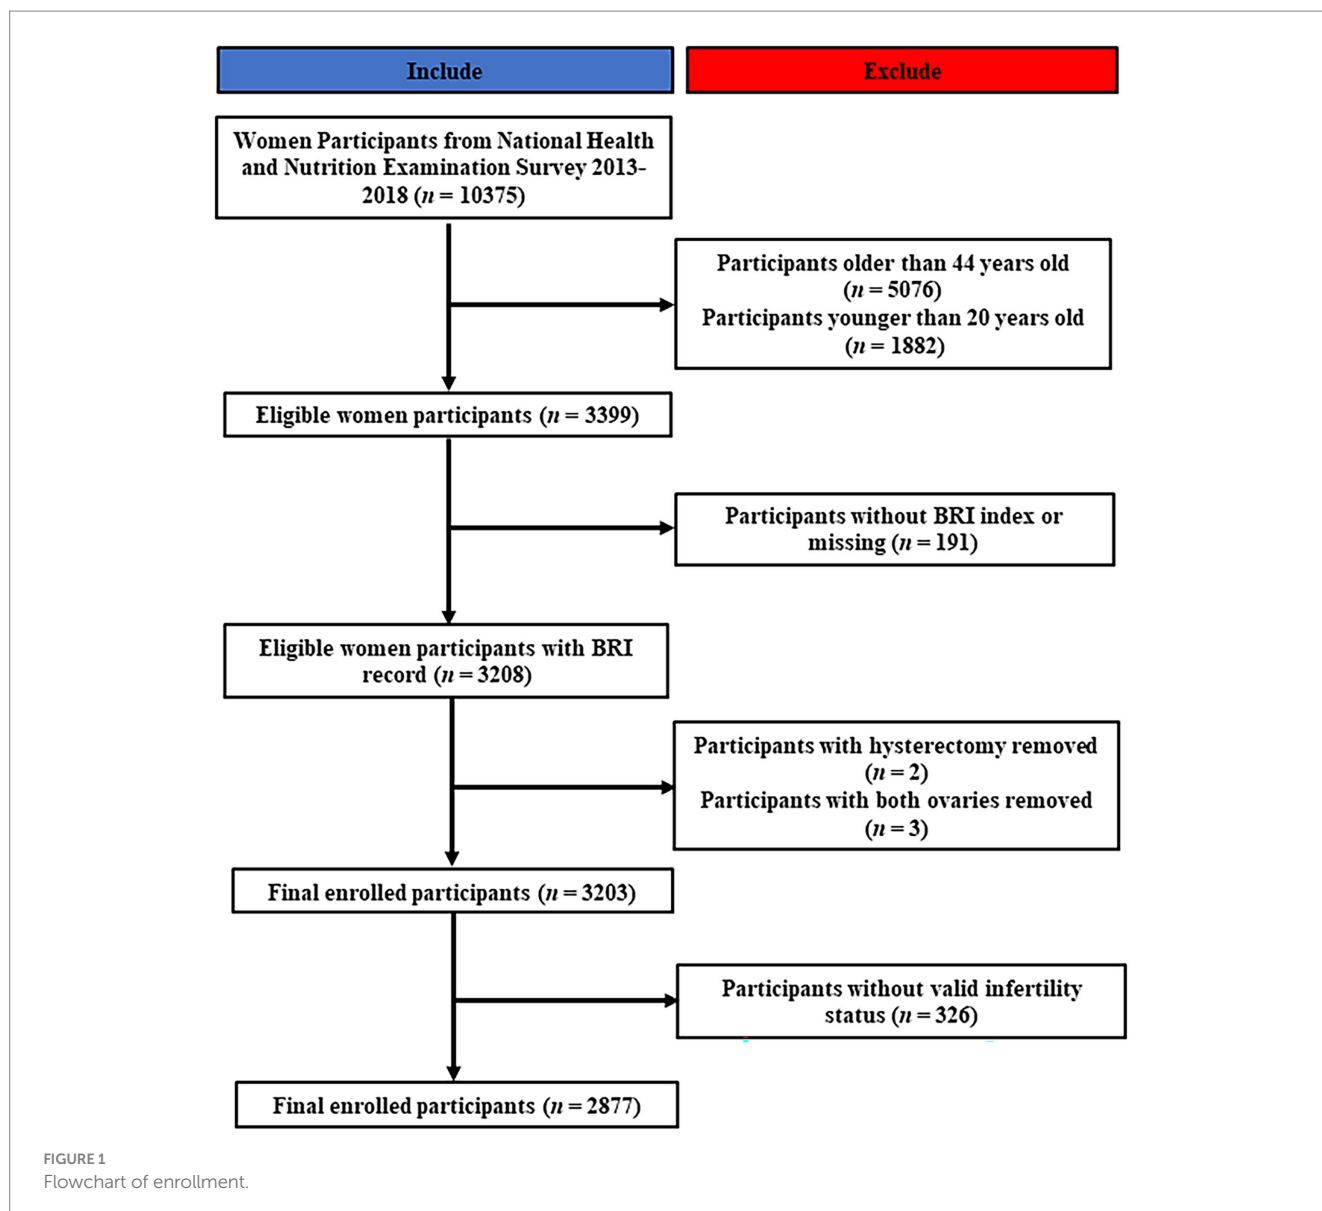 Include
Exclude
Women Participants from National Health
and Nutrition Examination Survey 2013-
2018 (n = 10375)
Participants older than 44 years old
(n = 5076)
Participants younger than 20 years old
(n = 1882)
Eligible women participants (n = 3399)
Participants without BRI index or
missing (n = 191)
Eligible women participants with BRI
record (n = 3208)
Participants with hysterectomy removed
(n = 2)
Participants with both ovaries removed
(n = 3)
Final enrolled participants (n = 3203)
Participants without valid infertility
status (n = 326)
Final enrolled participants (n = 2877)
FIGURE 1
Flowchart of enrollment.